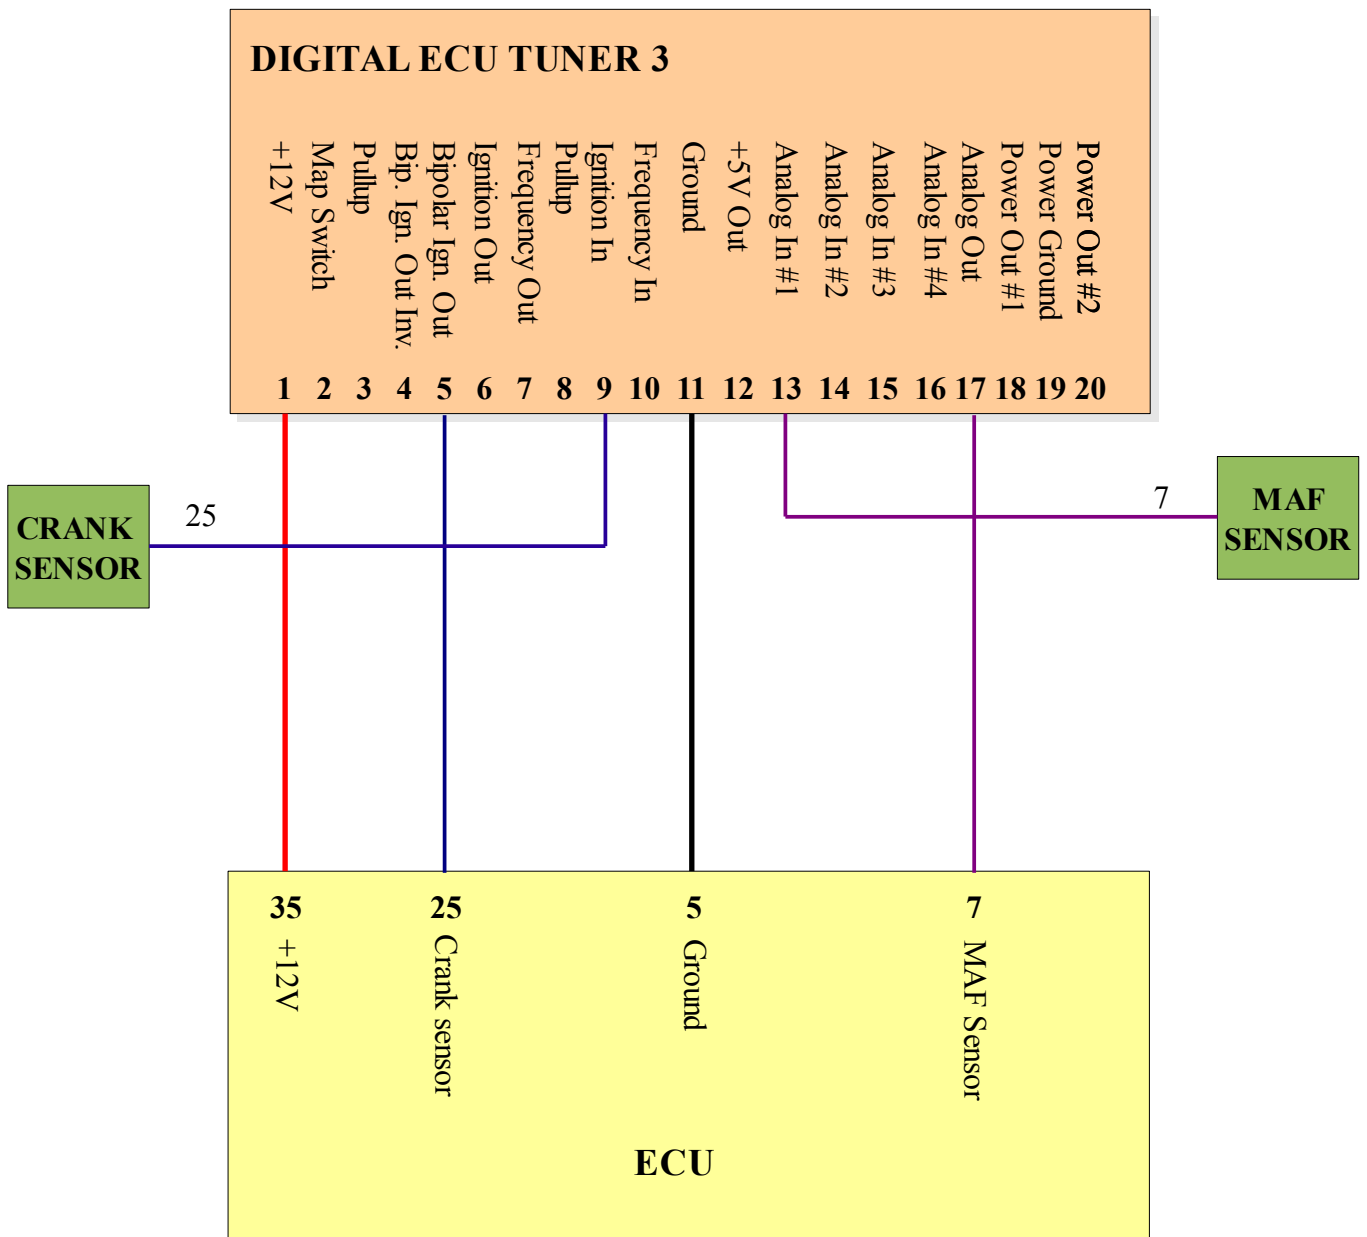 DIGITAL ECU TUNER 3
+12V
Map Switch
Pullup
Bip. Ign. Out Inv.
Bipolar Ign. Out
Ignition Out
Frequency Out
Pullup
Ignition In
Frequency In
Ground
+5V Out
Analog In #1
Analog In #2
Analog In #3
Analog In #4
Analog Out
Power Out #1
Power Ground
Power Out #2
1 2 3 4 5 6 7 8 9 10 11 12 13 14 15 16 17 18 19 20
CRANK
SENSOR
25
7
MAF
SENSOR
35 25 5 7
+12V
Crank sensor
Ground
MAF Sensor
ECU